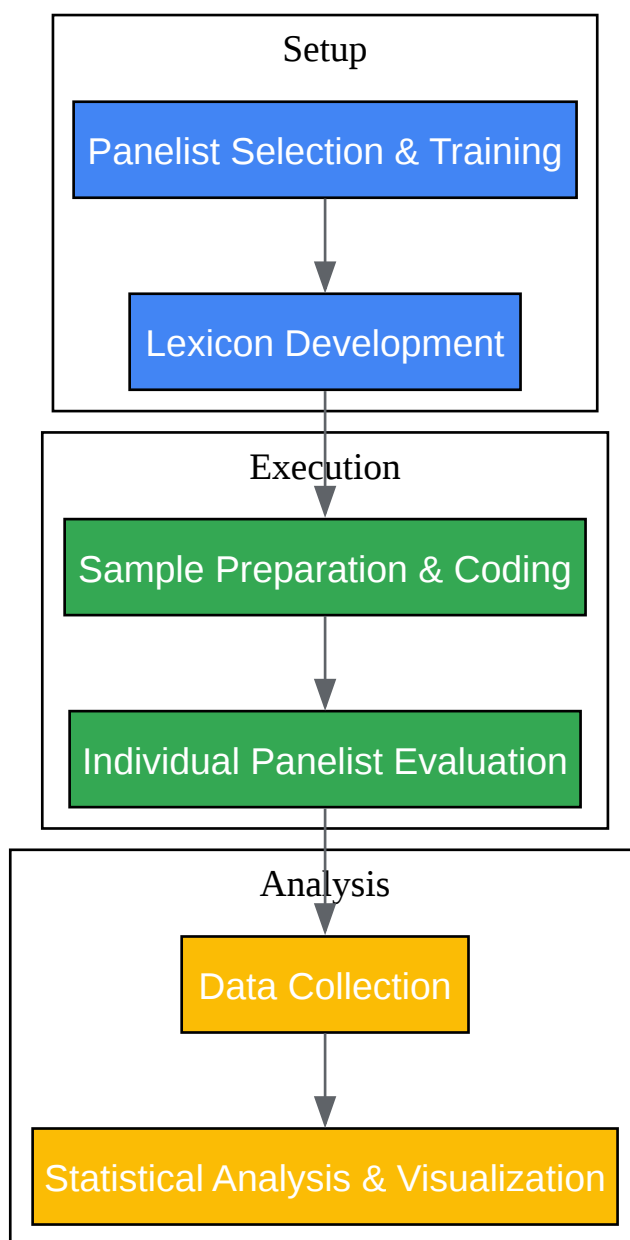 Setup
Panelist Selection & Training
Lexicon Development
Execution
Sample Preparation & Coding
Individual Panelist Evaluation
Analysis
Data Collection
Statistical Analysis & Visualization